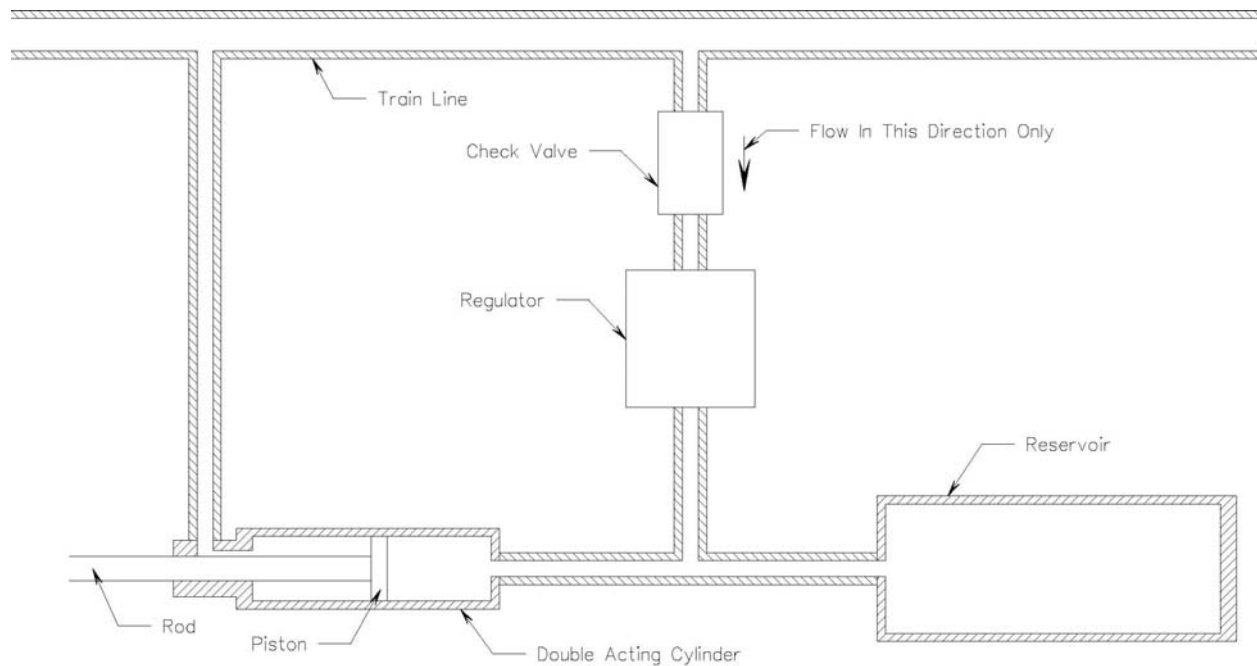 Train Line
Flow In This Direction Only
Check Valve
Regulator
Reservoir
Rod
Piston
Double Acting Cylinder